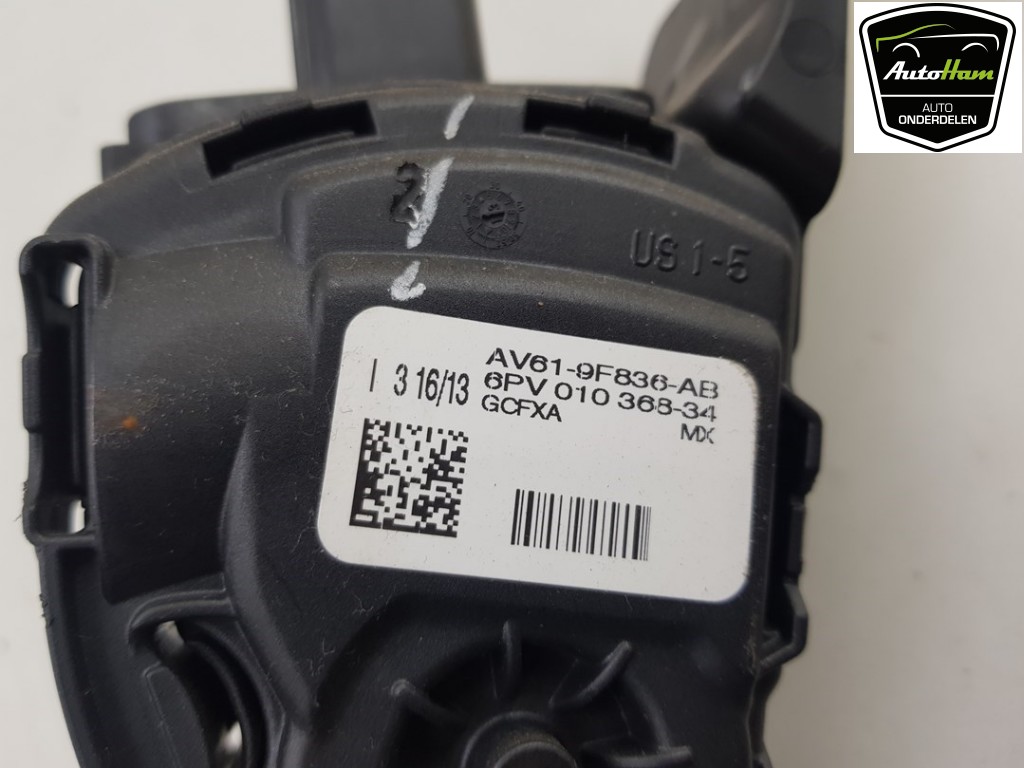 AutoHam
AUTO
ONDERDELEN
2
US 1-5
AV61-9F836-AB
I 3 16/13 6PV 010 368-34
GCFXA MX